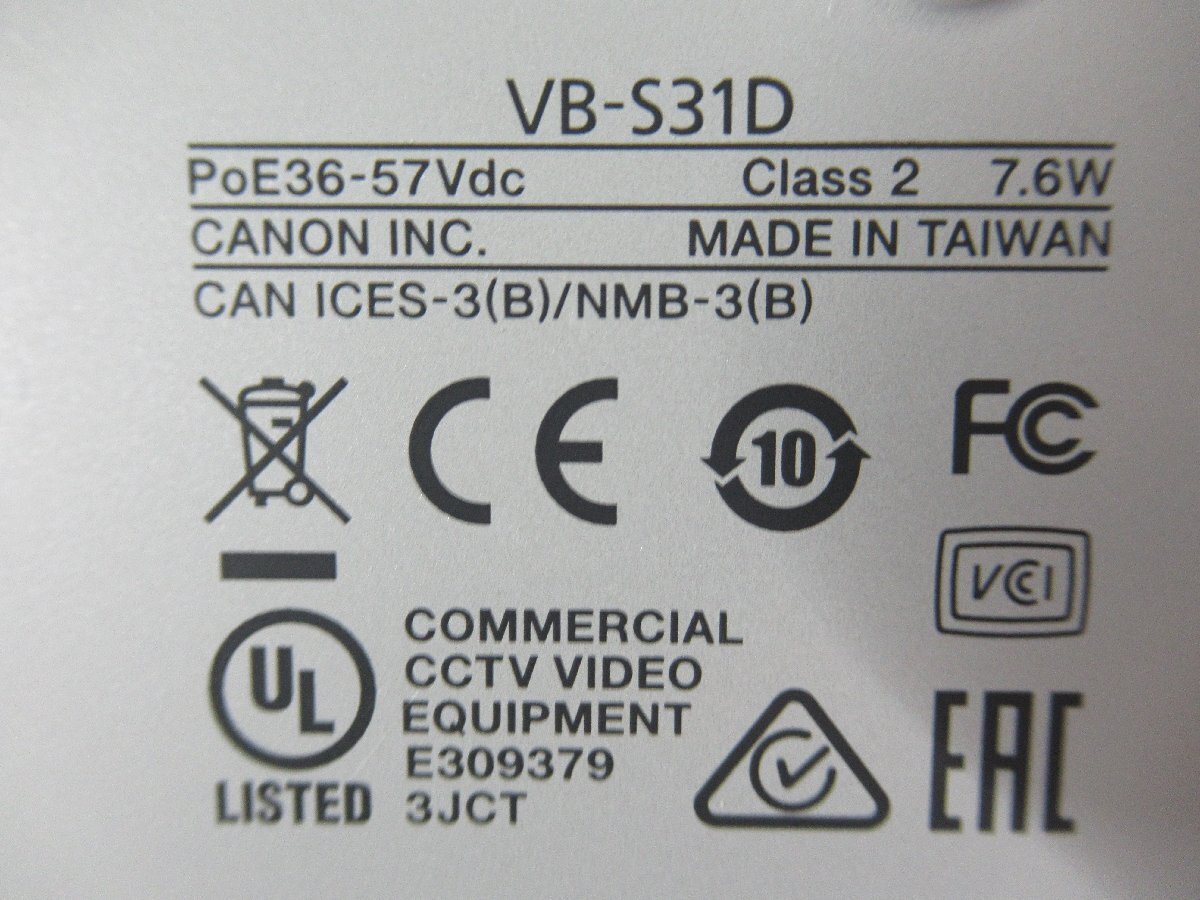 VB-S31D
PoE36-57Vdc Class 2 7.6W
CANON INC. MADE IN TAIWAN
CAN ICES-3(B)/NMB-3(B)
CE 10 FC
VCCI
UL LISTED
COMMERCIAL
CCTV VIDEO
EQUIPMENT
E309379
3JCT
EAC